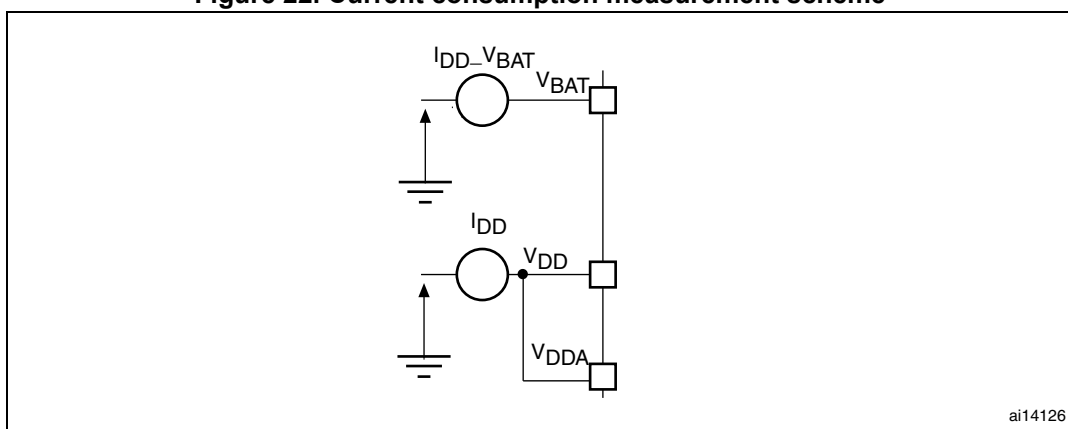 Figure 22. Current consumption measurement scheme
IDD_VBAT
VBAT
IDD
VDD
VDDA
ai14126